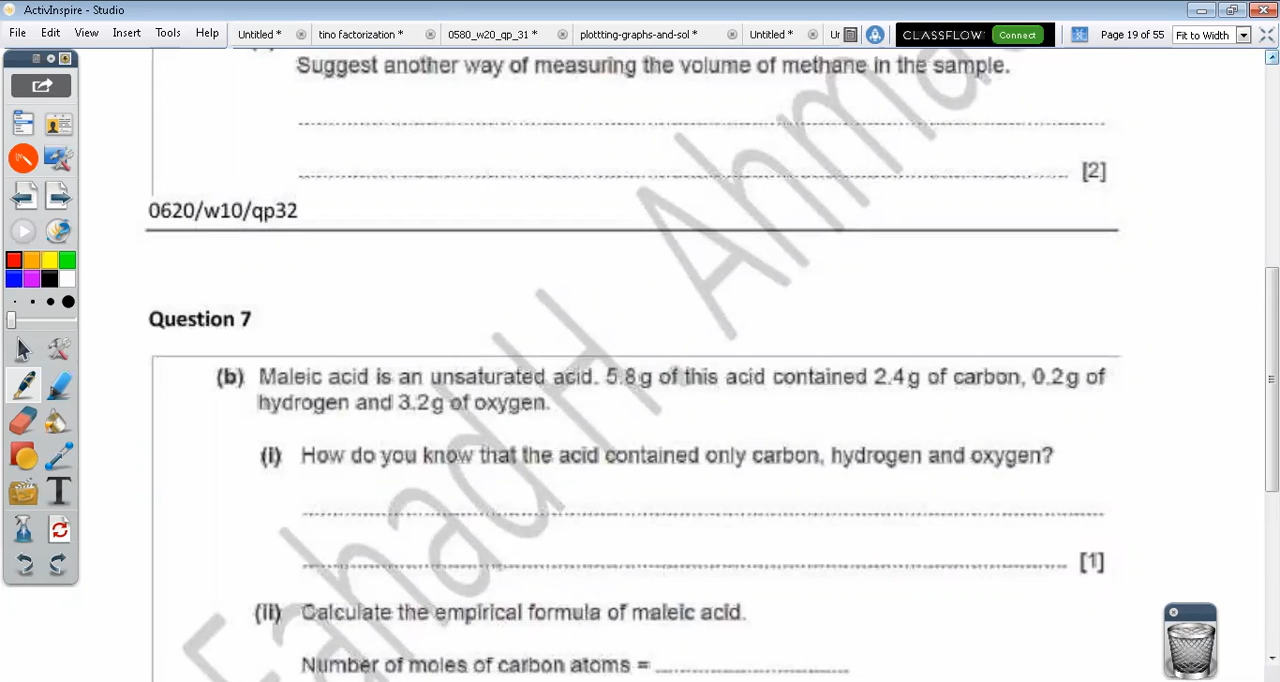 ActivInspire - Studio
File Edit View Insert Tools Help Untitled * tino fatborization * 0580_w20_qp_31 * plottting-graphs-and-sol * Untitled * Ur CLASSFLOW Connect Page 19 of 55 Fit to Width
Suggest another way of measuring the volume of methane in the sample.
[2]
0620/w10/qp32
Question 7
(b) Maleic acid is an unsaturated acid. 5.8 g of this acid contained 2.4 g of carbon, 0.2 g of
hydrogen and 3.2 g of oxygen.
(i) How do you know that the acid contained only carbon, hydrogen and oxygen?
[1]
(ii) Calculate the empirical formula of maleic acid.
Number of moles of carbon atoms =
Fahad H Ahma